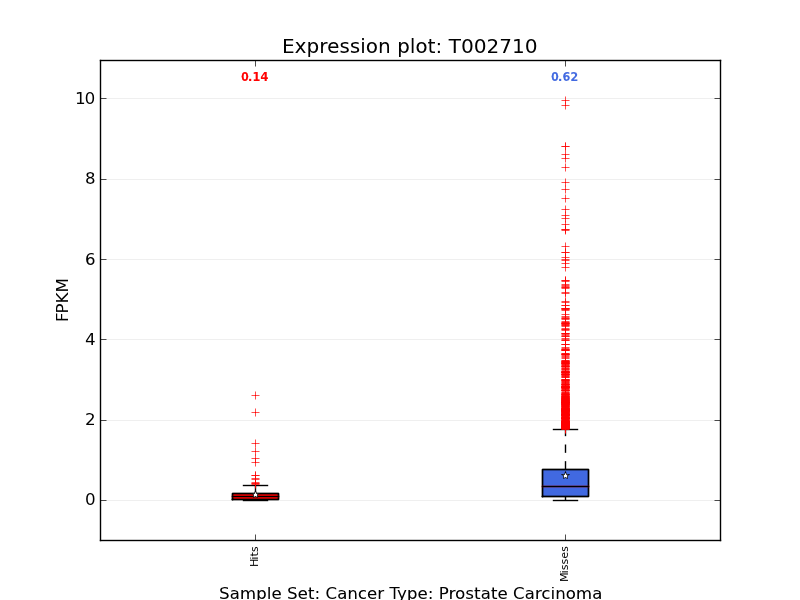 Expression plot: T002710
0.14
0.62
10
8
6
4
2
0
FPKM
Hits
Misses
Sample Set: Cancer Type: Prostate Carcinoma